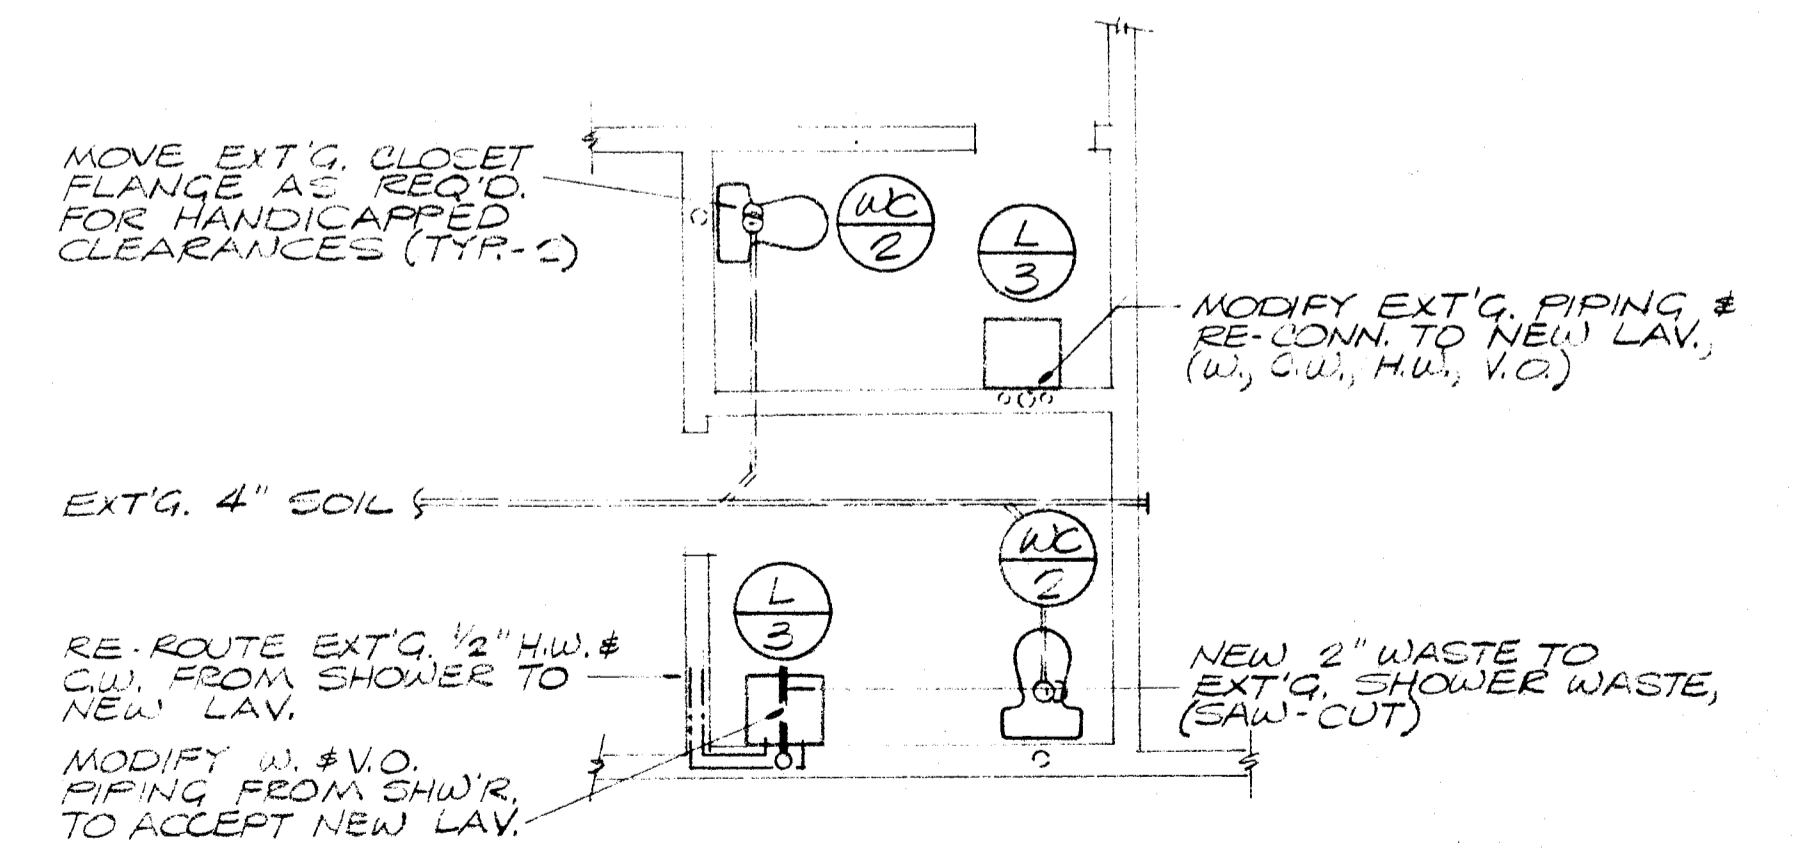 MOVE EXT'G. CLOSET
FLANGE AS REQ'D.
FOR HANDICAPPED
CLEARANCES (TYP.-2)
WC
2
L
3
MODIFY EXT'G. PIPING &
RE-CONN. TO NEW LAV.,
(W., C.W., H.W., V.O.)
EXT'G. 4" SOIL
WC
2
L
3
RE-ROUTE EXT'G. 1/2" H.W. &
C.W. FROM SHOWER TO
NEW LAV.
NEW 2" WASTE TO
EXT'G. SHOWER WASTE,
(SAW-CUT)
MODIFY W. & V.O.
PIPING FROM SHW'R.
TO ACCEPT NEW LAV.